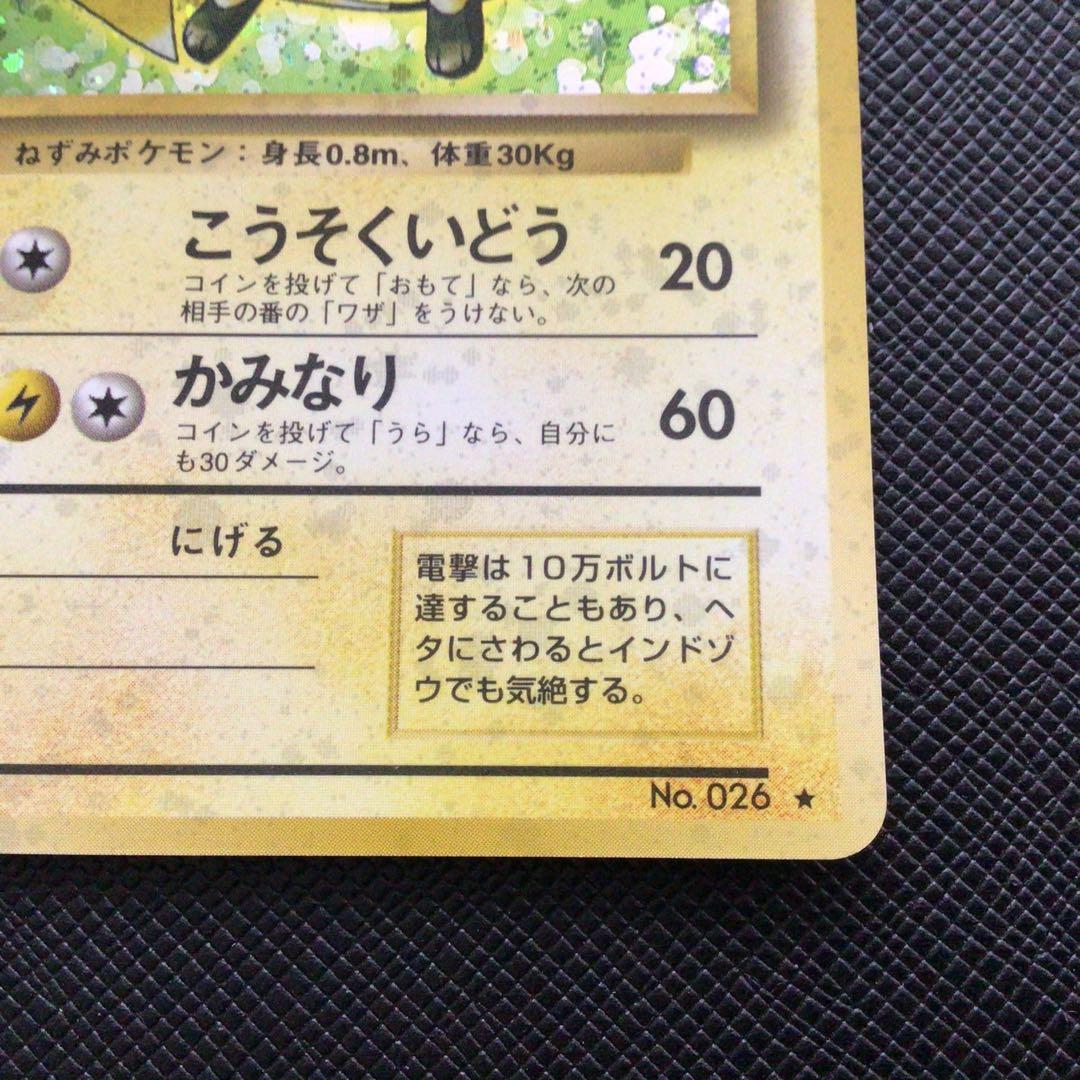 ねずみポケモン：身長0.8m、体重30Kg
こうそくいどう 20
コインを投げて「おもて」なら、次の
相手の番の「ワザ」をうけない。
かみなり 60
コインを投げて「うら」なら、自分に
も30ダメージ。
にげる
電撃は10万ボルトに
達することもあり、ヘ
タにさわるとインドゾ
ウでも気絶する。
No. 026 ★